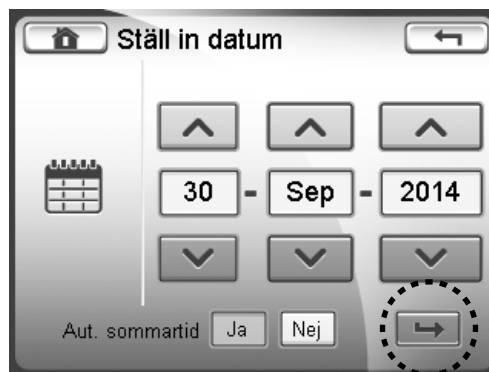 Ställ in datum
30 - Sep - 2014
Aut. sommartid Ja Nej